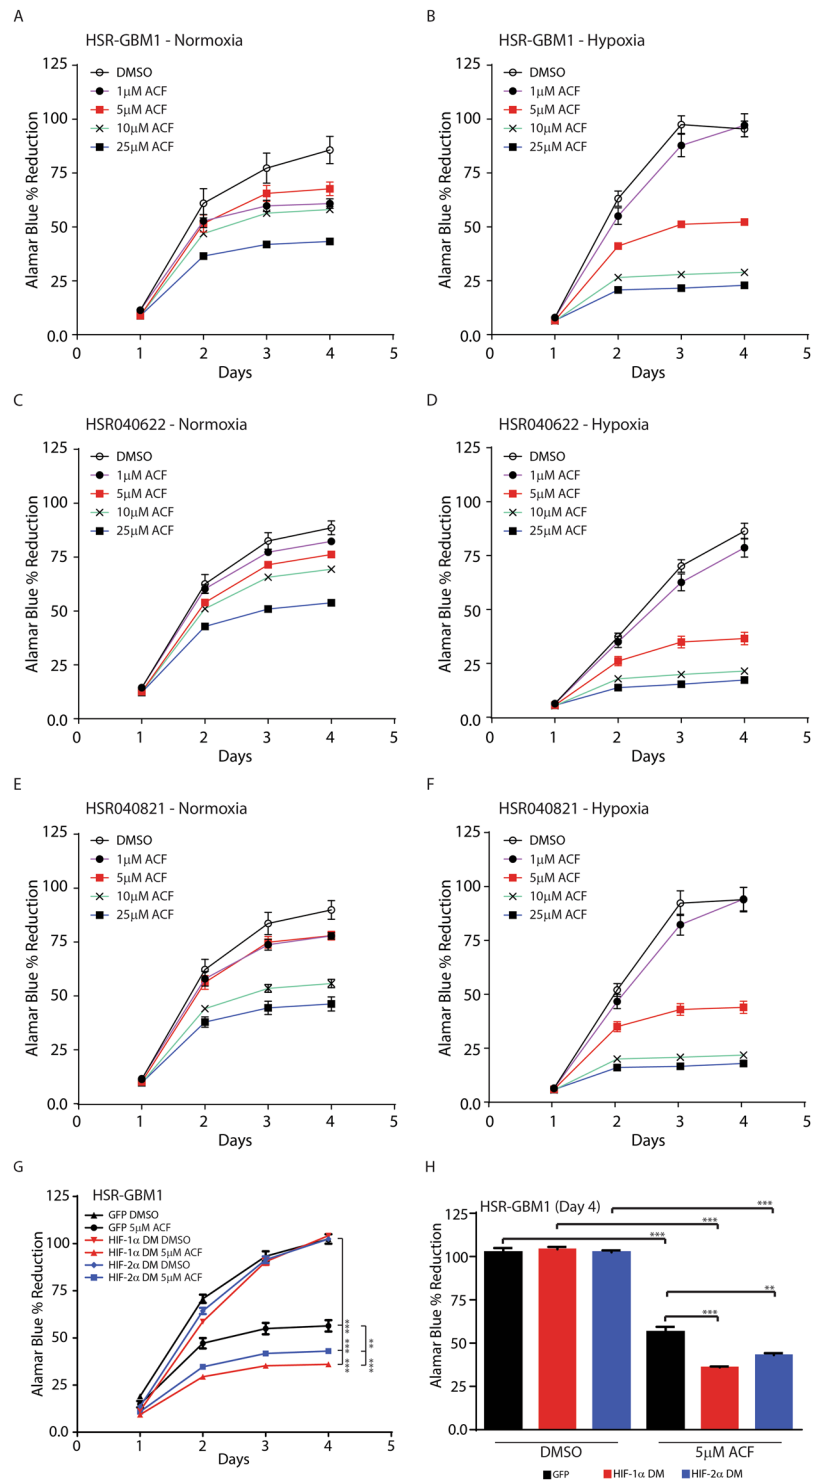 A
HSR-GBM1 - Normoxia
DMSO
1µM ACF
5µM ACF
10µM ACF
25µM ACF
Alamar Blue % Reduction
125
100
75
50
25
0.0
0 1 2 3 4 5
Days
B
HSR-GBM1 - Hypoxia
DMSO
1µM ACF
5µM ACF
10µM ACF
25µM ACF
Alamar Blue % Reduction
125
100
75
50
25
0.0
0 1 2 3 4 5
Days
C
HSR040622 - Normoxia
DMSO
1µM ACF
5µM ACF
10µM ACF
25µM ACF
Alamar Blue % Reduction
125
100
75
50
25
0.0
0 1 2 3 4 5
Days
D
HSR040622 - Hypoxia
DMSO
1µM ACF
5µM ACF
10µM ACF
25µM ACF
Alamar Blue % Reduction
125
100
75
50
25
0.0
0 1 2 3 4 5
Days
E
HSR040821 - Normoxia
DMSO
1µM ACF
5µM ACF
10µM ACF
25µM ACF
Alamar Blue % Reduction
125
100
75
50
25
0.0
0 1 2 3 4 5
Days
F
HSR040821 - Hypoxia
DMSO
1µM ACF
5µM ACF
10µM ACF
25µM ACF
Alamar Blue % Reduction
125
100
75
50
25
0.0
0 1 2 3 4 5
Days
G
HSR-GBM1
GFP DMSO
GFP 5µM ACF
HIF-1α DM DMSO
HIF-1α DM 5µM ACF
HIF-2α DM DMSO
HIF-2α DM 5µM ACF
Alamar Blue % Reduction
125
100
75
50
25
0.0
0 1 2 3 4 5
Days
*** *** ***
*** **
H
HSR-GBM1 (Day 4)
Alamar Blue % Reduction
125
100
75
50
25
0.0
***
***
***
**
***
DMSO 5µM ACF
GFP HIF-1α DM HIF-2α DM